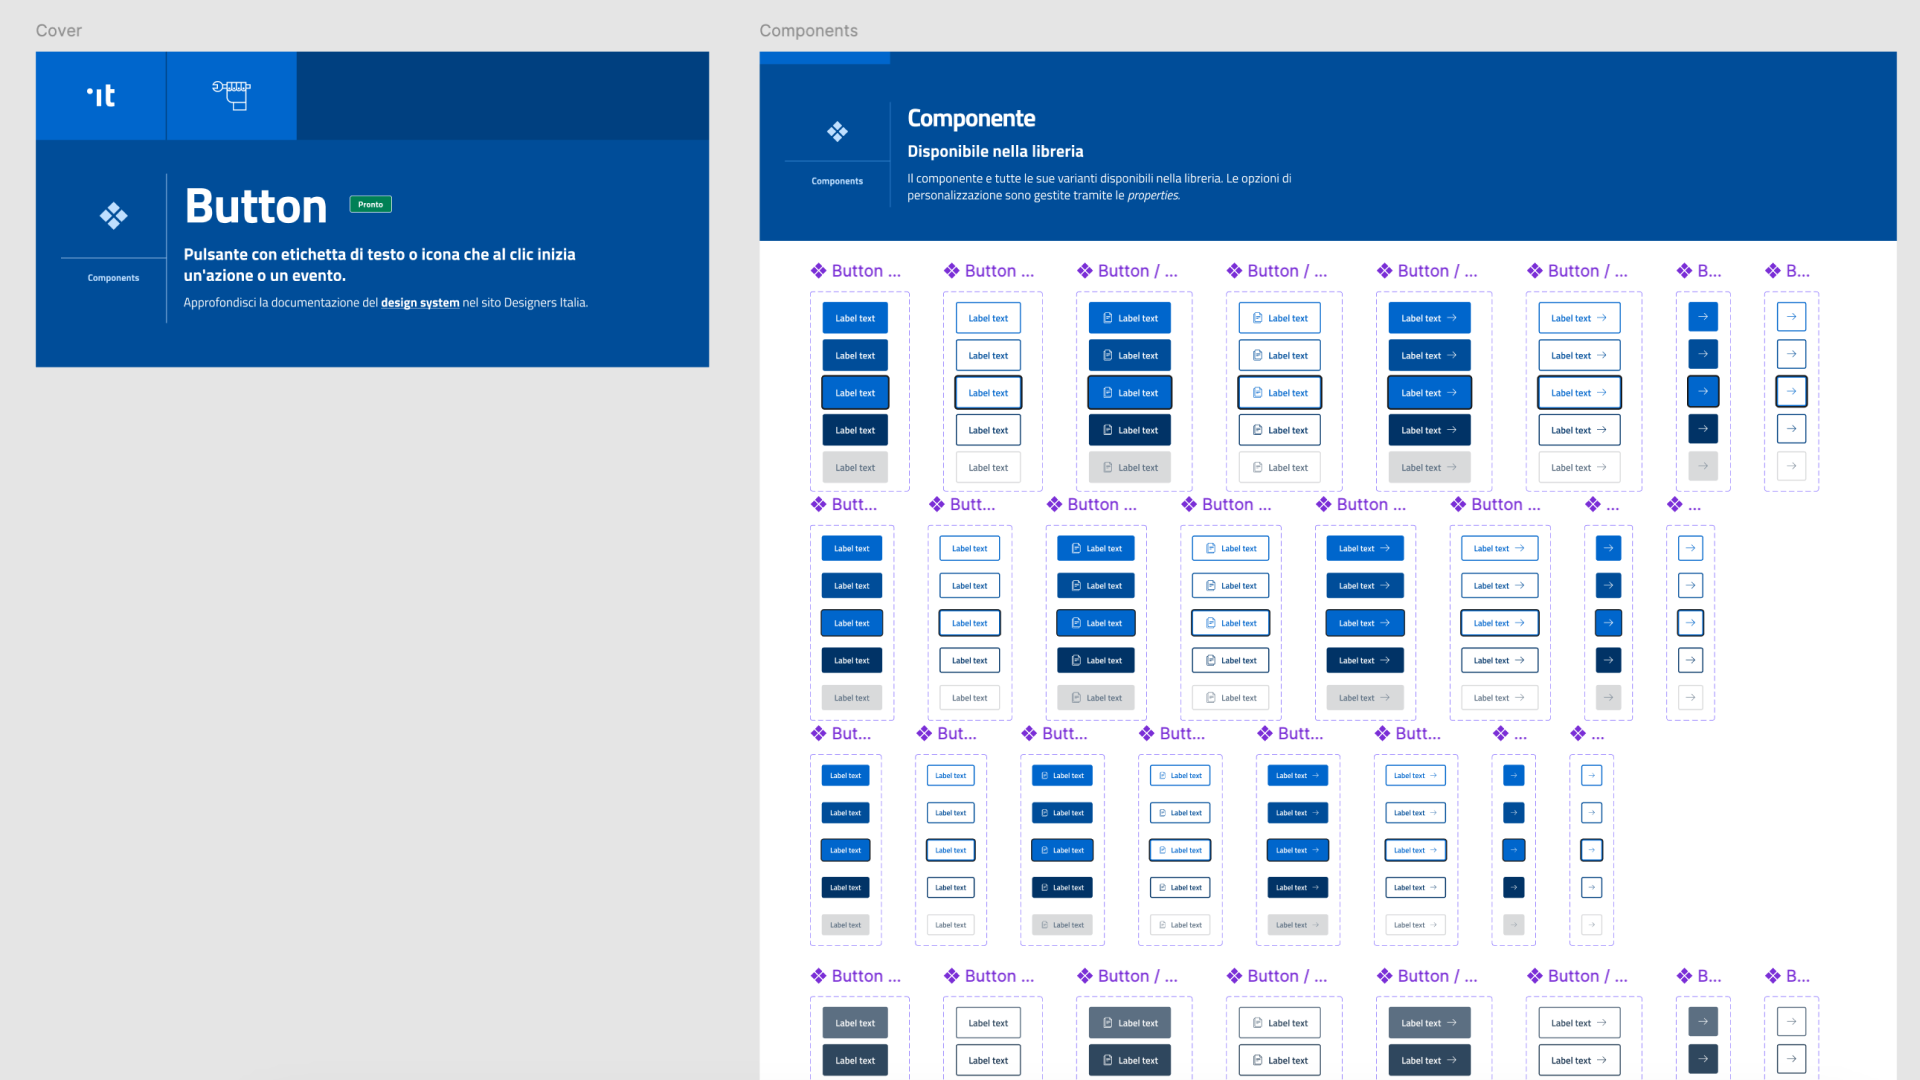 Cover
Components
·it
Button
Pronto
Components
Pulsante con etichetta di testo o icona che al clic inizia
un'azione o un evento.
Approfondisci la documentazione del design system nel sito Designers Italia.
Componente
Disponibile nella libreria
Components
Il componente e tutte le sue varianti disponibili nella libreria. Le opzioni di
personalizzazione sono gestite tramite le properties.
Button ... Button ... Button / ... Button / ... Button / ... Button / ... B... B...
Label text Label text Label text Label text Label text Label text
Label text Label text Label text Label text Label text Label text
Label text Label text Label text Label text Label text Label text
Label text Label text Label text Label text Label text Label text
Label text Label text Label text Label text Label text Label text
Butt... Butt... Button ... Button ... Button ... Button ... ... ...
Label text Label text Label text Label text Label text Label text
Label text Label text Label text Label text Label text Label text
Label text Label text Label text Label text Label text Label text
Label text Label text Label text Label text Label text Label text
Label text Label text Label text Label text Label text Label text
But... But... Butt... Butt... Butt... Butt... ... ...
Label text Label text Label text Label text Label text Label text
Label text Label text Label text Label text Label text Label text
Label text Label text Label text Label text Label text Label text
Label text Label text Label text Label text Label text Label text
Label text Label text Label text Label text Label text Label text
Button ... Button ... Button / ... Button / ... Button / ... Button / ... B... B...
Label text Label text Label text Label text Label text Label text
Label text Label text Label text Label text Label text Label text